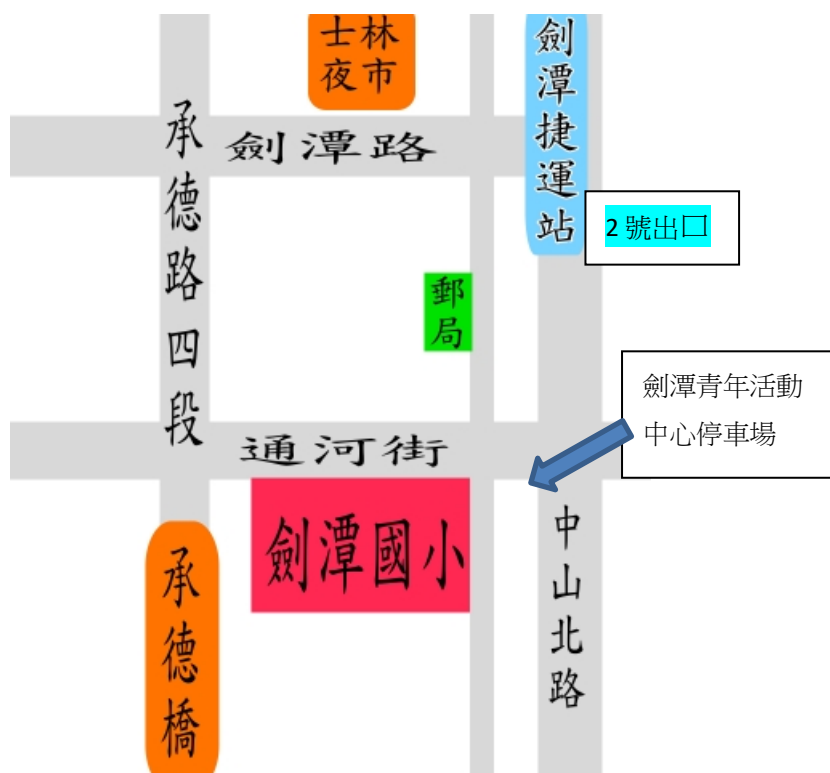 士林
夜市
劍潭捷運站
劍潭路
承德路四段
2 號出口
郵局
劍潭青年活動
中心停車場
通河街
劍潭國小
中山北路
承德橋